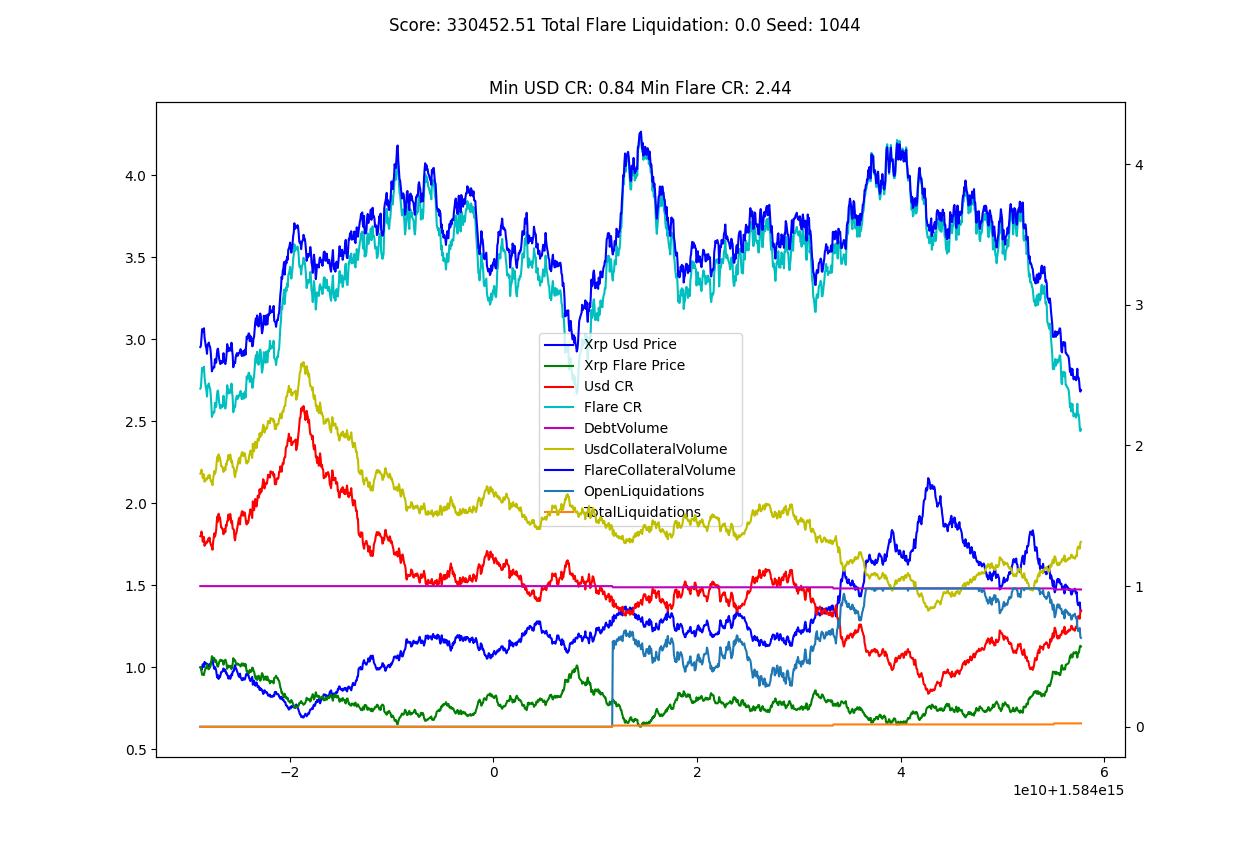 Score: 330452.51 Total Flare Liquidation: 0.0 Seed: 1044
Min USD CR: 0.84 Min Flare CR: 2.44
4.0
3.5
3.0
2.5
2.0
1.5
1.0
0.5
4
3
2
1
0
Xrp Usd Price
Xrp Flare Price
Usd CR
Flare CR
DebtVolume
UsdCollateralVolume
FlareCollateralVolume
OpenLiquidations
TotalLiquidations
−2 0 2 4 6
1e10+1.584e15